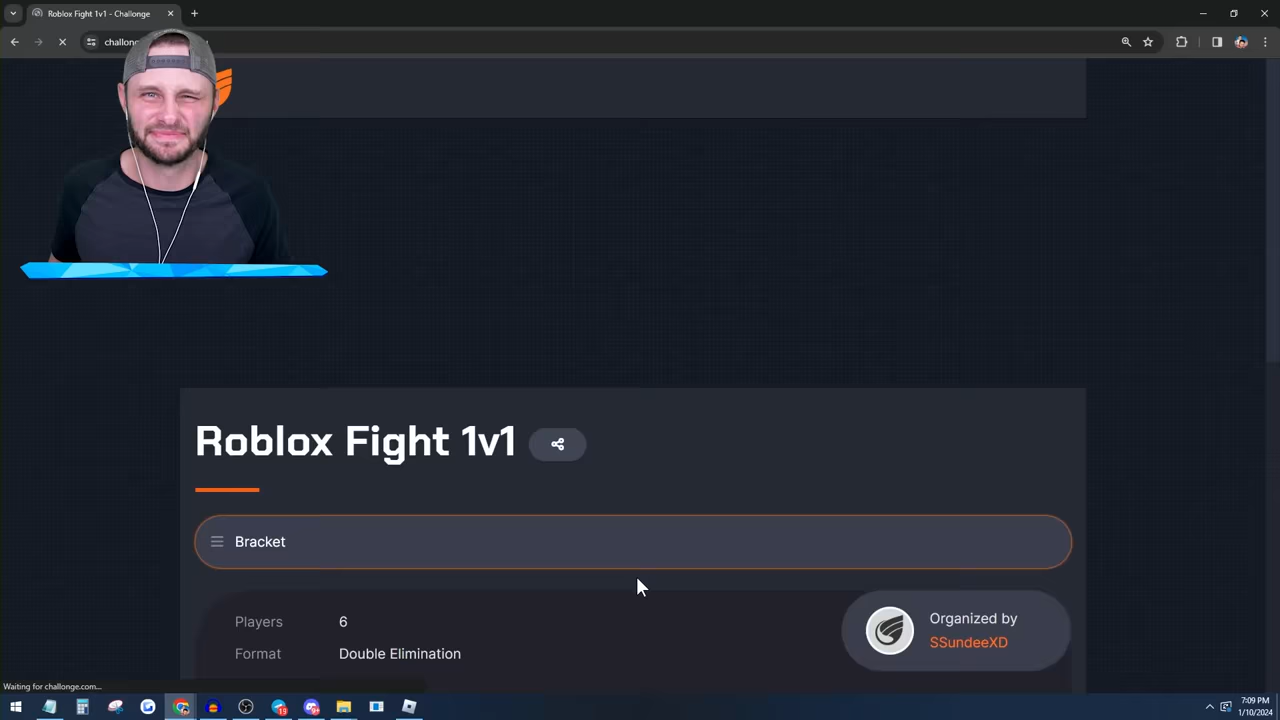 Roblox Fight 1v1 - Challonge
Roblox Fight 1v1
Bracket
Players 6
Format Double Elimination
Organized by
SSundeeXD
Waiting for challonge.com...
7:09 PM
1/10/2024